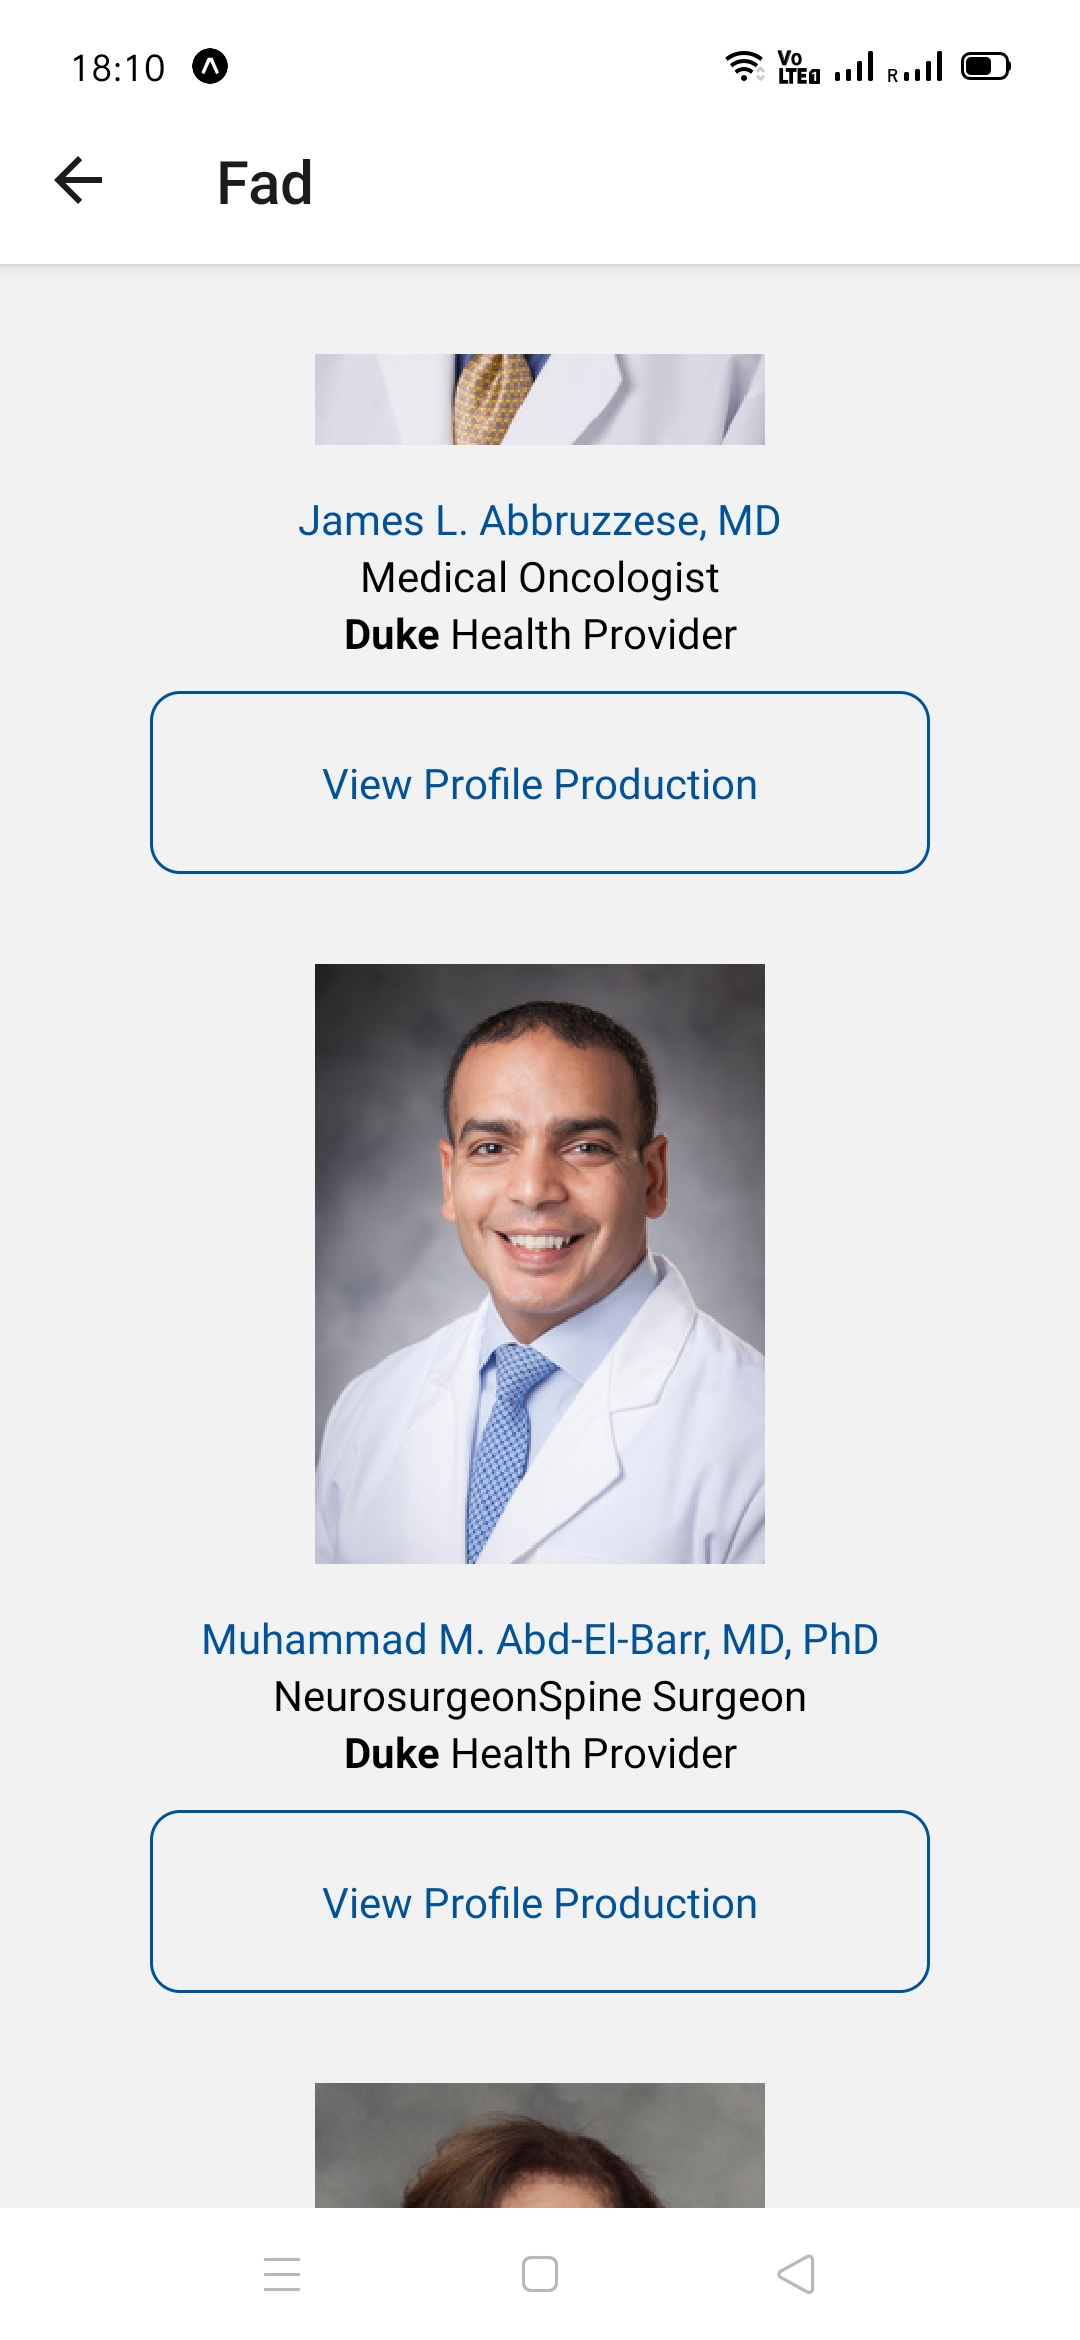 18:10
Vo
LTE1
R
Fad
James L. Abbruzzese, MD
Medical Oncologist
Duke Health Provider
View Profile Production
Muhammad M. Abd-El-Barr, MD, PhD
NeurosurgeonSpine Surgeon
Duke Health Provider
View Profile Production